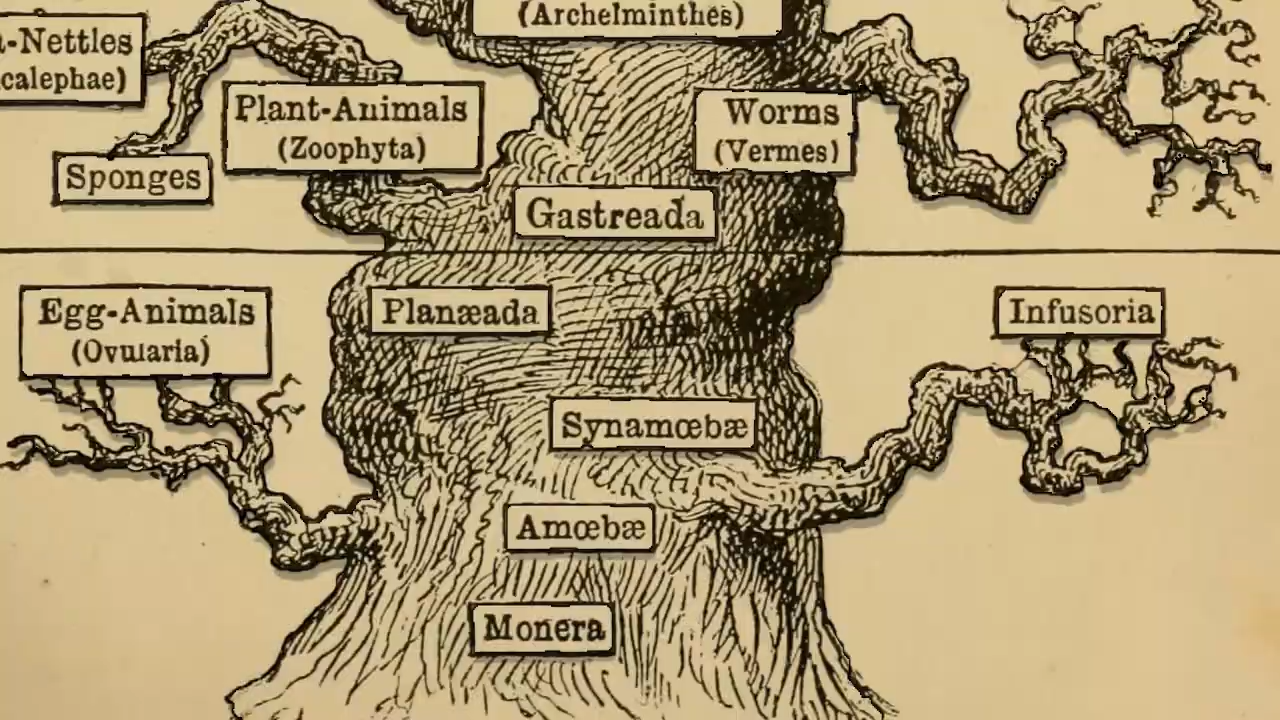 (Archelminthes)
-Nettles
calephae)
Plant-Animals
(Zoophyta)
Worms
(Vermes)
Sponges
Gastreada
Egg-Animals
(Ovularia)
Planæada
Infusoria
Synamœbæ
Amœbæ
Monera